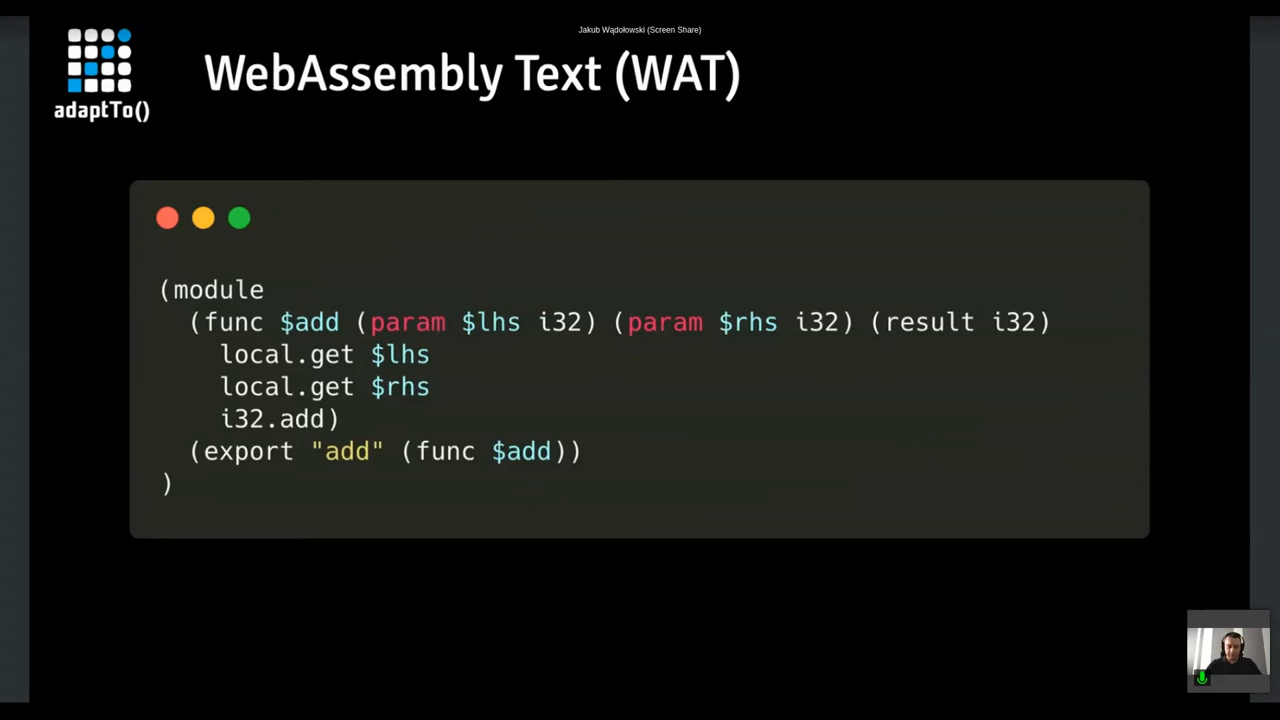 Jakub Wądołowski (Screen Share)
adaptTo()
WebAssembly Text (WAT)
(module
  (func $add (param $lhs i32) (param $rhs i32) (result i32)
    local.get $lhs
    local.get $rhs
    i32.add)
  (export "add" (func $add))
)